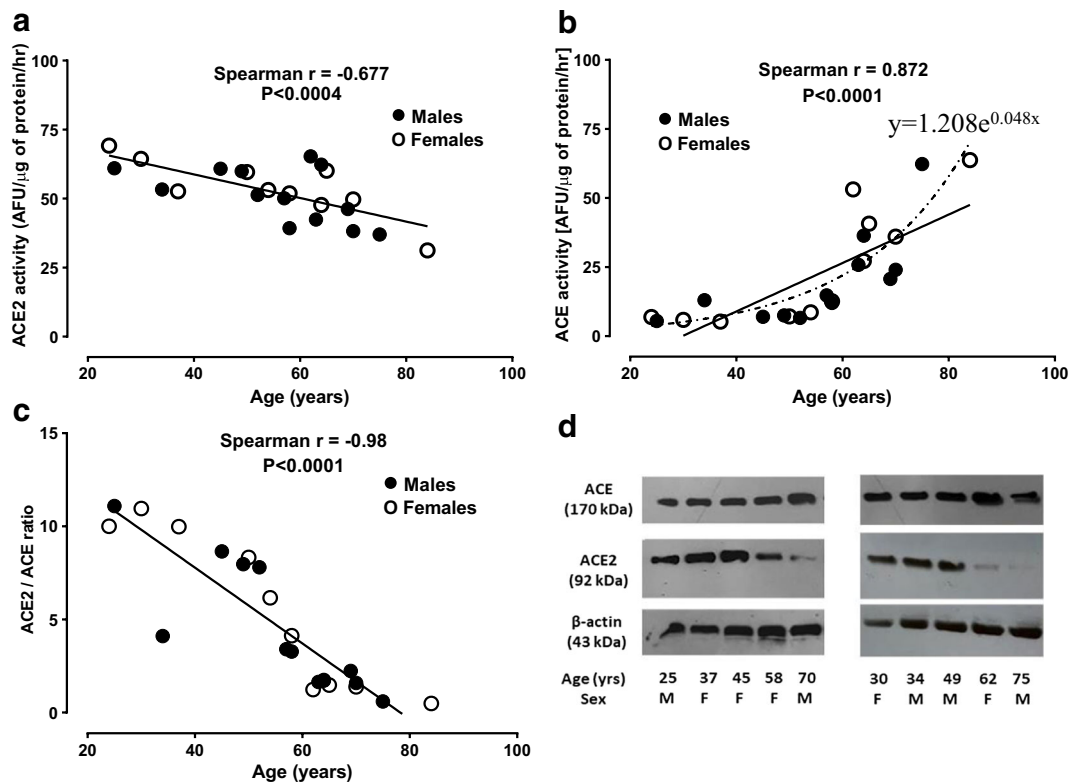 a
Spearman r = -0.677
P<0.0004
Males
Females
ACE2 activity (AFU/µg of protein/hr)
100
75
50
25
0
20 40 60 80 100
Age (years)
b
Spearman r = 0.872
P<0.0001
Males
Females
y=1.208e^0.048x
ACE activity [AFU/µg of protein/hr]
100
75
50
25
0
20 40 60 80 100
Age (years)
c
Spearman r = -0.98
P<0.0001
Males
Females
ACE2 / ACE ratio
15
10
5
0
20 40 60 80 100
Age (years)
d
ACE
(170 kDa)
ACE2
(92 kDa)
β-actin
(43 kDa)
Age (yrs) 25 37 45 58 70 30 34 49 62 75
Sex M F F F M F M M F M